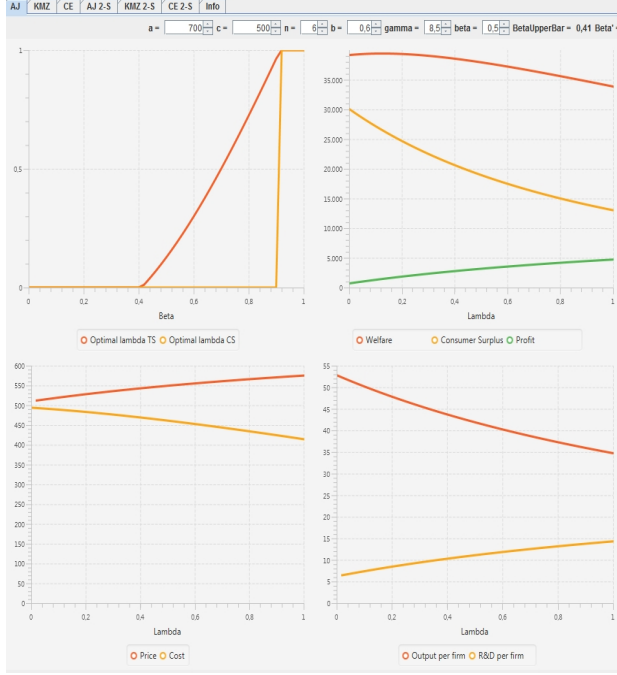 AJ KMZ CE AJ 2-S KMZ 2-S CE 2-S Info
a = 700 c = 500 n = 6 b = 0,6 gamma = 8,5 beta = 0,5 BetaUpperBar = 0,41 Beta'
1
0,5
0
0 0,2 0,4 0,6 0,8 1
Beta
Optimal lambda TS Optimal lambda CS
35.000
30.000
25.000
20.000
15.000
10.000
5.000
0
0 0,2 0,4 0,6 0,8 1
Lambda
Welfare Consumer Surplus Profit
600
550
500
450
400
350
300
250
200
150
100
50
0
0 0,2 0,4 0,6 0,8 1
Lambda
Price Cost
55
50
45
40
35
30
25
20
15
10
5
0
0 0,2 0,4 0,6 0,8 1
Lambda
Output per firm R&D per firm